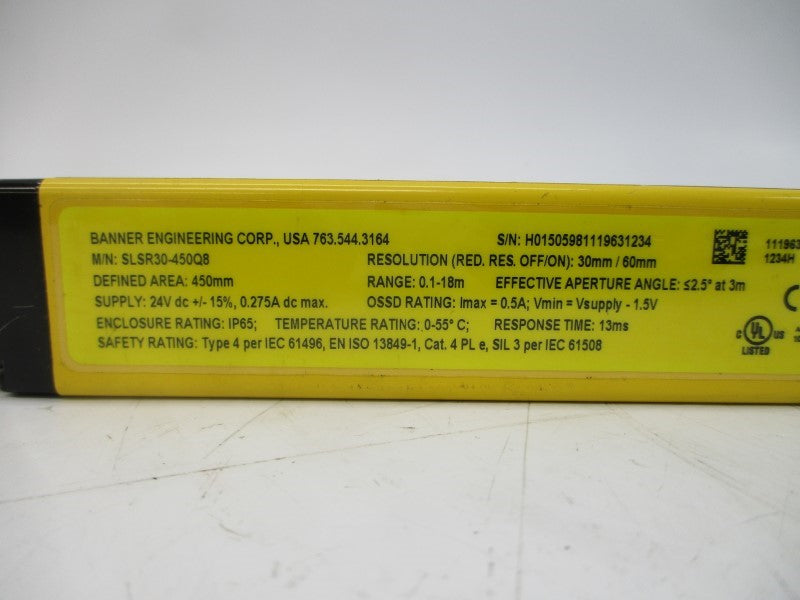 BANNER ENGINEERING CORP., USA 763.544.3164 S/N: H01505981119631234
M/N: SLSR30-450Q8 RESOLUTION (RED. RES. OFF/ON): 30mm / 60mm
DEFINED AREA: 450mm RANGE: 0.1-18m EFFECTIVE APERTURE ANGLE: ≤2.5° at 3m
SUPPLY: 24V dc +/- 15%, 0.275A dc max. OSSD RATING: Imax = 0.5A; Vmin = Vsupply - 1.5V
ENCLOSURE RATING: IP65; TEMPERATURE RATING: 0-55° C; RESPONSE TIME: 13ms
SAFETY RATING: Type 4 per IEC 61496, EN ISO 13849-1, Cat. 4 PL e, SIL 3 per IEC 61508
111963
1234H
C UL US
LISTED